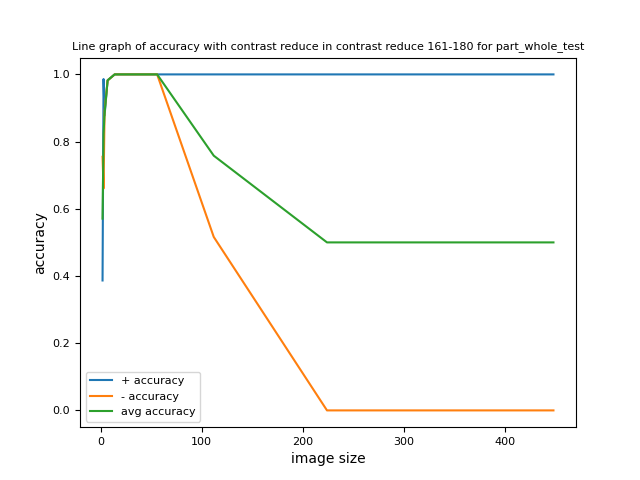 Line graph of accuracy with contrast reduce in contrast reduce 161-180 for part_whole_test
1.0
0.8
0.6
0.4
0.2
0.0
accuracy
+ accuracy
- accuracy
avg accuracy
0
100
200
300
400
image size